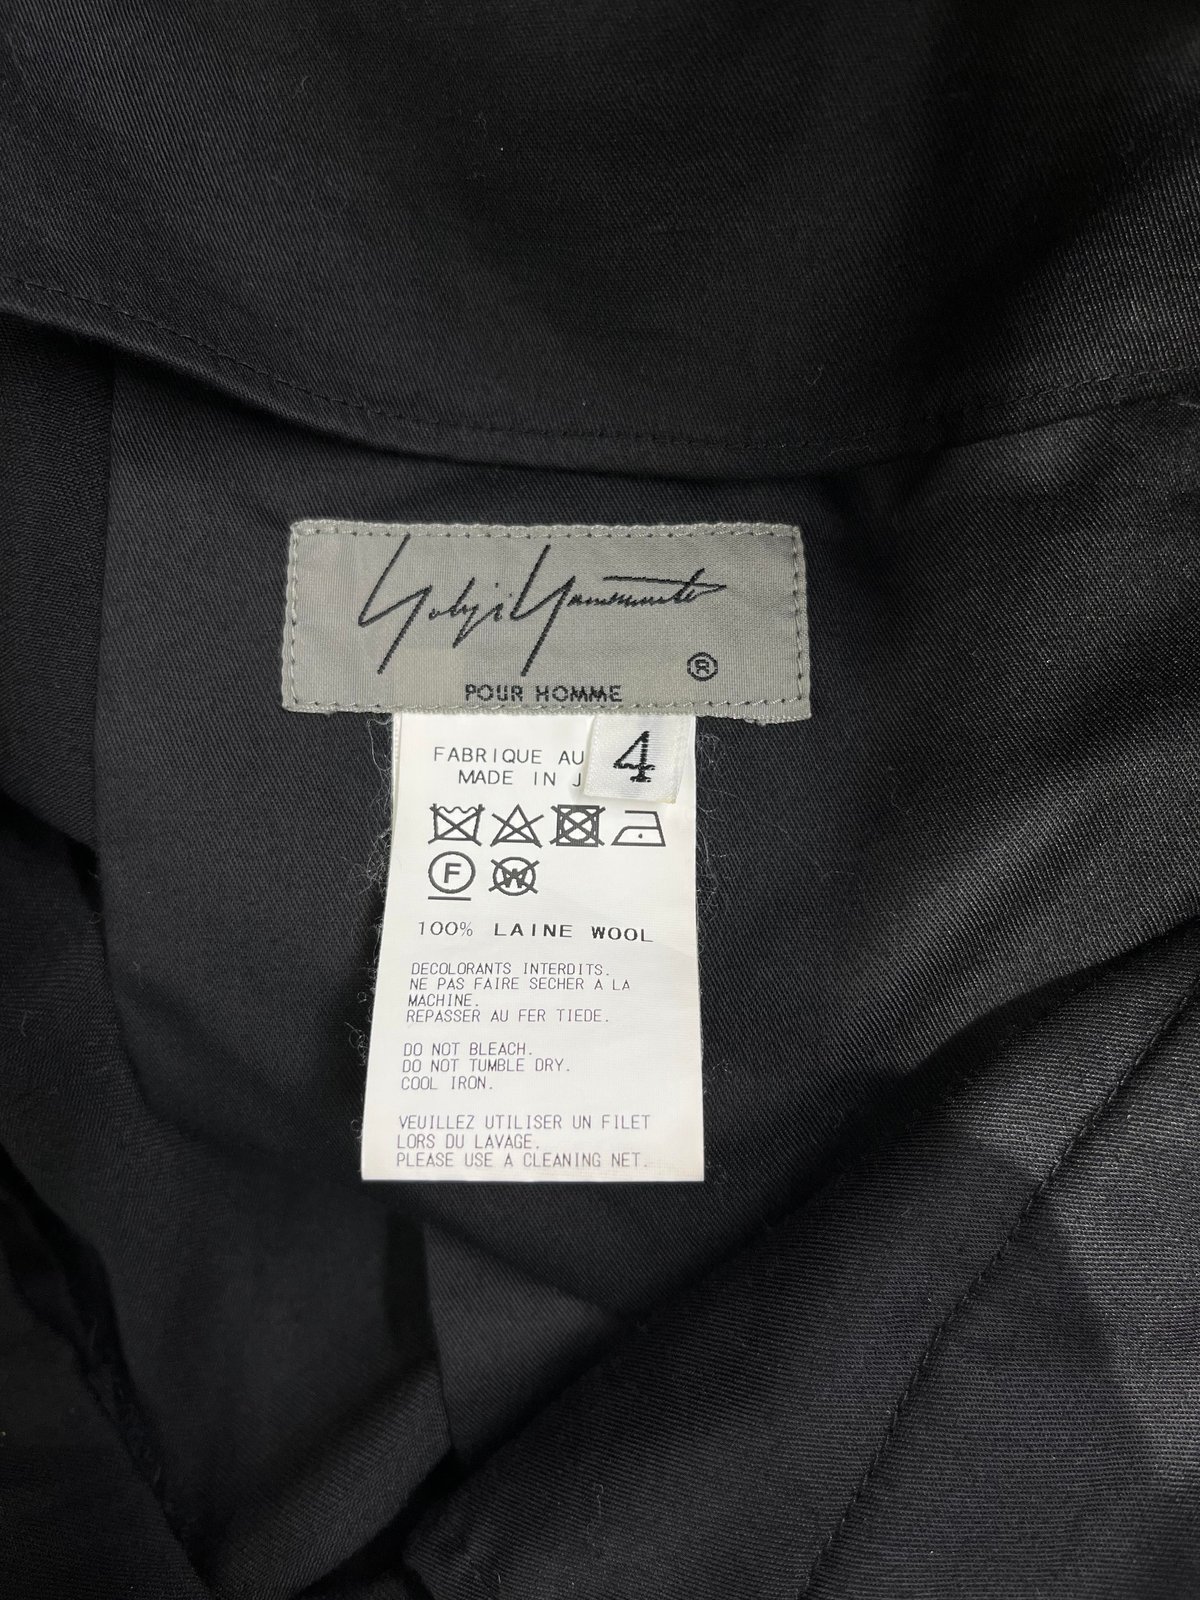 Yohji Yamamoto
®
POUR HOMME
4
FABRIQUE AU
MADE IN J
F
W
100% LAINE WOOL
DECOLORANTS INTERDITS.
NE PAS FAIRE SECHER A LA
MACHINE.
REPASSER AU FER TIEDE.
DO NOT BLEACH.
DO NOT TUMBLE DRY.
COOL IRON.
VEUILLEZ UTILISER UN FILET
LORS DU LAVAGE.
PLEASE USE A CLEANING NET.